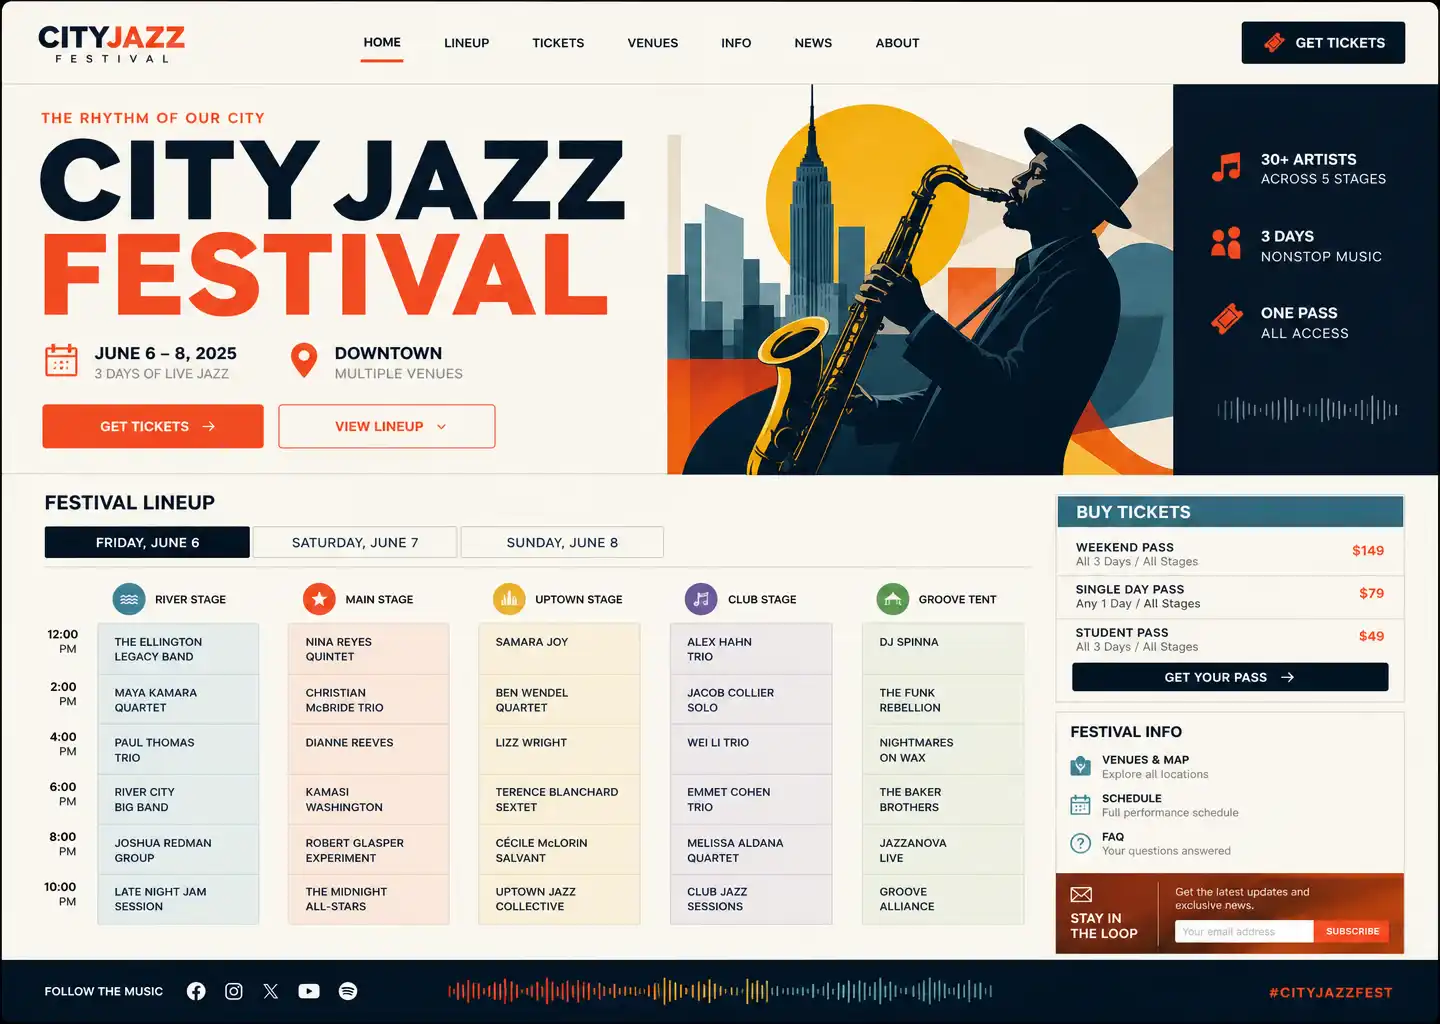 CITYJAZZ
FESTIVAL
HOME
LINEUP
TICKETS
VENUES
INFO
NEWS
ABOUT
GET TICKETS
THE RHYTHM OF OUR CITY
CITY JAZZ
FESTIVAL
JUNE 6 – 8, 2025
3 DAYS OF LIVE JAZZ
DOWNTOWN
MULTIPLE VENUES
GET TICKETS →
VIEW LINEUP
30+ ARTISTS
ACROSS 5 STAGES
3 DAYS
NONSTOP MUSIC
ONE PASS
ALL ACCESS
FESTIVAL LINEUP
FRIDAY, JUNE 6
SATURDAY, JUNE 7
SUNDAY, JUNE 8
RIVER STAGE
MAIN STAGE
UPTOWN STAGE
CLUB STAGE
GROOVE TENT
12:00
PM
THE ELLINGTON
LEGACY BAND
NINA REYES
QUINTET
SAMARA JOY
ALEX HAHN
TRIO
DJ SPINNA
2:00
PM
MAYA KAMARA
QUARTET
CHRISTIAN
McBRIDE TRIO
BEN WENDEL
QUARTET
JACOB COLLIER
SOLO
THE FUNK
REBELLION
4:00
PM
PAUL THOMAS
TRIO
DIANNE REEVES
LIZZ WRIGHT
WEI LI TRIO
NIGHTMARES
ON WAX
6:00
PM
RIVER CITY
BIG BAND
KAMASI
WASHINGTON
TERENCE BLANCHARD
SEXTET
EMMET COHEN
TRIO
THE BAKER
BROTHERS
8:00
PM
JOSHUA REDMAN
GROUP
ROBERT GLASPER
EXPERIMENT
CÉCILE McLORIN
SALVANT
MELISSA ALDANA
QUARTET
JAZZANOVA
LIVE
10:00
PM
LATE NIGHT JAM
SESSION
THE MIDNIGHT
ALL-STARS
UPTOWN JAZZ
COLLECTIVE
CLUB JAZZ
SESSIONS
GROOVE
ALLIANCE
BUY TICKETS
WEEKEND PASS
All 3 Days / All Stages
$149
SINGLE DAY PASS
Any 1 Day / All Stages
$79
STUDENT PASS
All 3 Days / All Stages
$49
GET YOUR PASS →
FESTIVAL INFO
VENUES & MAP
Explore all locations
SCHEDULE
Full performance schedule
FAQ
Your questions answered
STAY IN
THE LOOP
Get the latest updates and
exclusive news.
Your email address
SUBSCRIBE
FOLLOW THE MUSIC
#CITYJAZZFEST